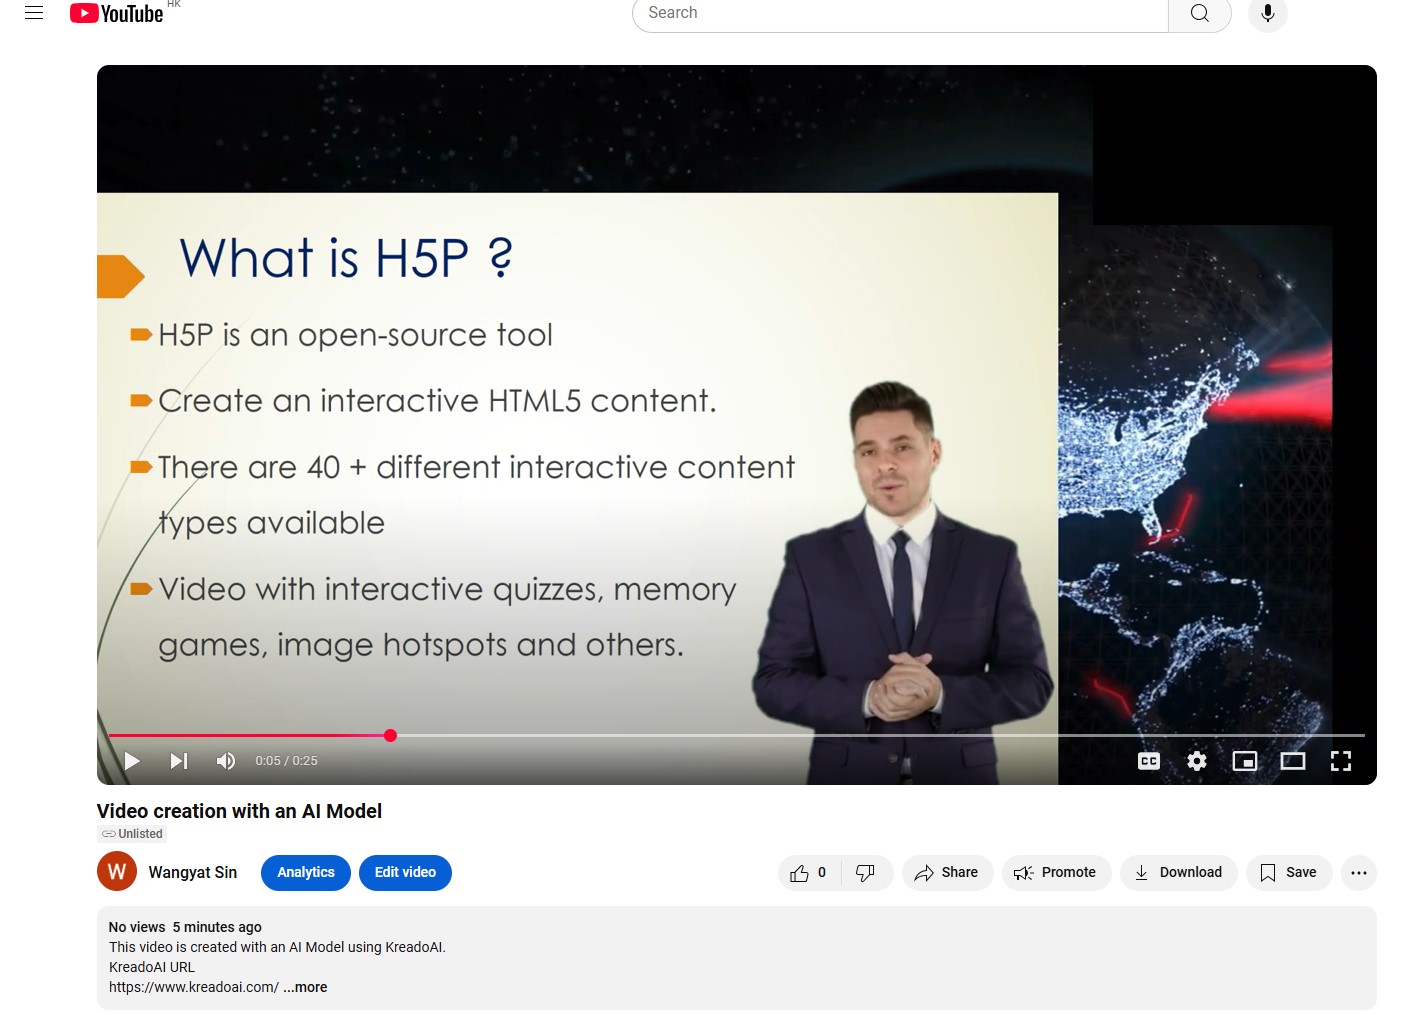 YouTube HK
Search
What is H5P ?
H5P is an open-source tool
Create an interactive HTML5 content.
There are 40 + different interactive content
types available
Video with interactive quizzes, memory
games, image hotspots and others.
0:05 / 0:25
CC
Video creation with an AI Model
Unlisted
W
Wangyat Sin
Analytics
Edit video
0
Share
Promote
Download
Save
No views 5 minutes ago
This video is created with an AI Model using KreadoAI.
KreadoAI URL
https://www.kreadoai.com/ ...more